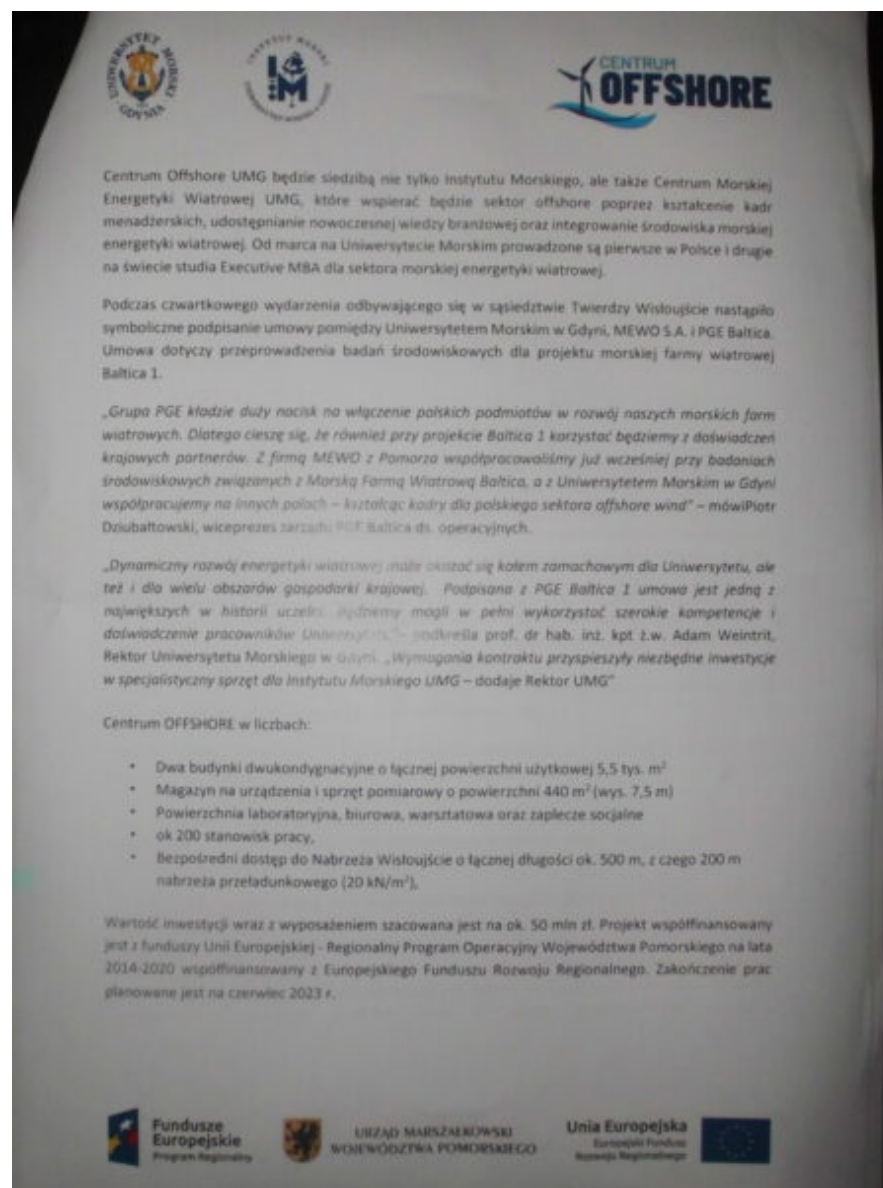 UNIWERSYTET MORSKI
GDYNIA
INSTYTUT MORSKI
IM
CENTRUM
OFFSHORE
Centrum Offshore UMG będzie siedzibą nie tylko Instytutu Morskiego, ale także Centrum Morskiej
Energetyki Wiatrowej UMG, które wspierać będzie sektor offshore poprzez kształcenie kadr
menadżerskich, udostępnianie nowoczesnej wiedzy branżowej oraz integrowanie środowiska morskiej
energetyki wiatrowej. Od marca na Uniwersytecie Morskim prowadzone są pierwsze w Polsce i drugie
na świecie studia Executive MBA dla sektora morskiej energetyki wiatrowej.
Podczas czwartkowego wydarzenia odbywającego się w sąsiedztwie Twierdzy Wisłoujście nastąpiło
symboliczne podpisanie umowy pomiędzy Uniwersytetem Morskim w Gdyni, MEWO S.A. i PGE Baltica.
Umowa dotyczy przeprowadzenia badań środowiskowych dla projektu morskiej farmy wiatrowej
Baltica 1.
„Grupa PGE kładzie duży nacisk na włączenie polskich podmiotów w rozwój naszych morskich farm
wiatrowych. Dlatego cieszę się, że również przy projekcie Baltica 1 korzystać będziemy z doświadczeń
krajowych partnerów. Z firmą MEWO z Pomorza współpracowaliśmy już wcześniej przy badaniach
środowiskowych związanych z Morską Farmą Wiatrową Baltica, a z Uniwersytetem Morskim w Gdyni
współpracujemy na innych polach – kształcąc kadry dla polskiego sektora offshore wind" – mówiPiotr
Dziubałtowski, wiceprezes zarządu PGE Baltica ds. operacyjnych.
„Dynamiczny rozwój energetyki wiatrowej może okazać się kołem zamachowym dla Uniwersytetu, ale
też i dla wielu obszarów gospodarki krajowej. Podpisana z PGE Baltica 1 umowa jest jedną z
największych w historii uczelni. Będziemy mogli w pełni wykorzystać szerokie kompetencje i
doświadczenie pracowników Uniwersytetu" – podkreśla prof. dr hab. inż. kpt ż.w. Adam Weintrit,
Rektor Uniwersytetu Morskiego w Gdyni. „Wymagania kontraktu przyspieszyły niezbędne inwestycje
w specjalistyczny sprzęt dla Instytutu Morskiego UMG – dodaje Rektor UMG"
Centrum OFFSHORE w liczbach:
• Dwa budynki dwukondygnacyjne o łącznej powierzchni użytkowej 5,5 tys. m²
• Magazyn na urządzenia i sprzęt pomiarowy o powierzchni 440 m² (wys. 7,5 m)
• Powierzchnia laboratoryjna, biurowa, warsztatowa oraz zaplecze socjalne
• ok 200 stanowisk pracy,
• Bezpośredni dostęp do Nabrzeża Wisłoujście o łącznej długości ok. 500 m, z czego 200 m
nabrzeża przeładunkowego (20 kN/m²),
Wartość inwestycji wraz z wyposażeniem szacowana jest na ok. 50 mln zł. Projekt współfinansowany
jest z funduszy Unii Europejskiej - Regionalny Program Operacyjny Województwa Pomorskiego na lata
2014-2020 współfinansowany z Europejskiego Funduszu Rozwoju Regionalnego. Zakończenie prac
planowane jest na czerwiec 2023 r.
Fundusze
Europejskie
Program Regionalny
URZĄD MARSZAŁKOWSKI
WOJEWÓDZTWA POMORSKIEGO
Unia Europejska
Europejski Fundusz
Rozwoju Regionalnego